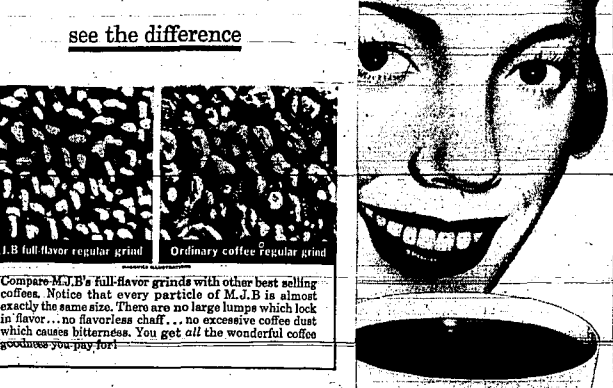 see the difference
J.B full-flavor regular grind
Ordinary coffee regular grind
Compare M.J.B's full-flavor grinds with other best selling
coffees. Notice that every particle of M.J.B is almost
exactly the same size. There are no large lumps which lock
in flavor...no flavorless chaff...no excessive coffee dust
which causes bitterness. You get all the wonderful coffee
goodness you pay for!